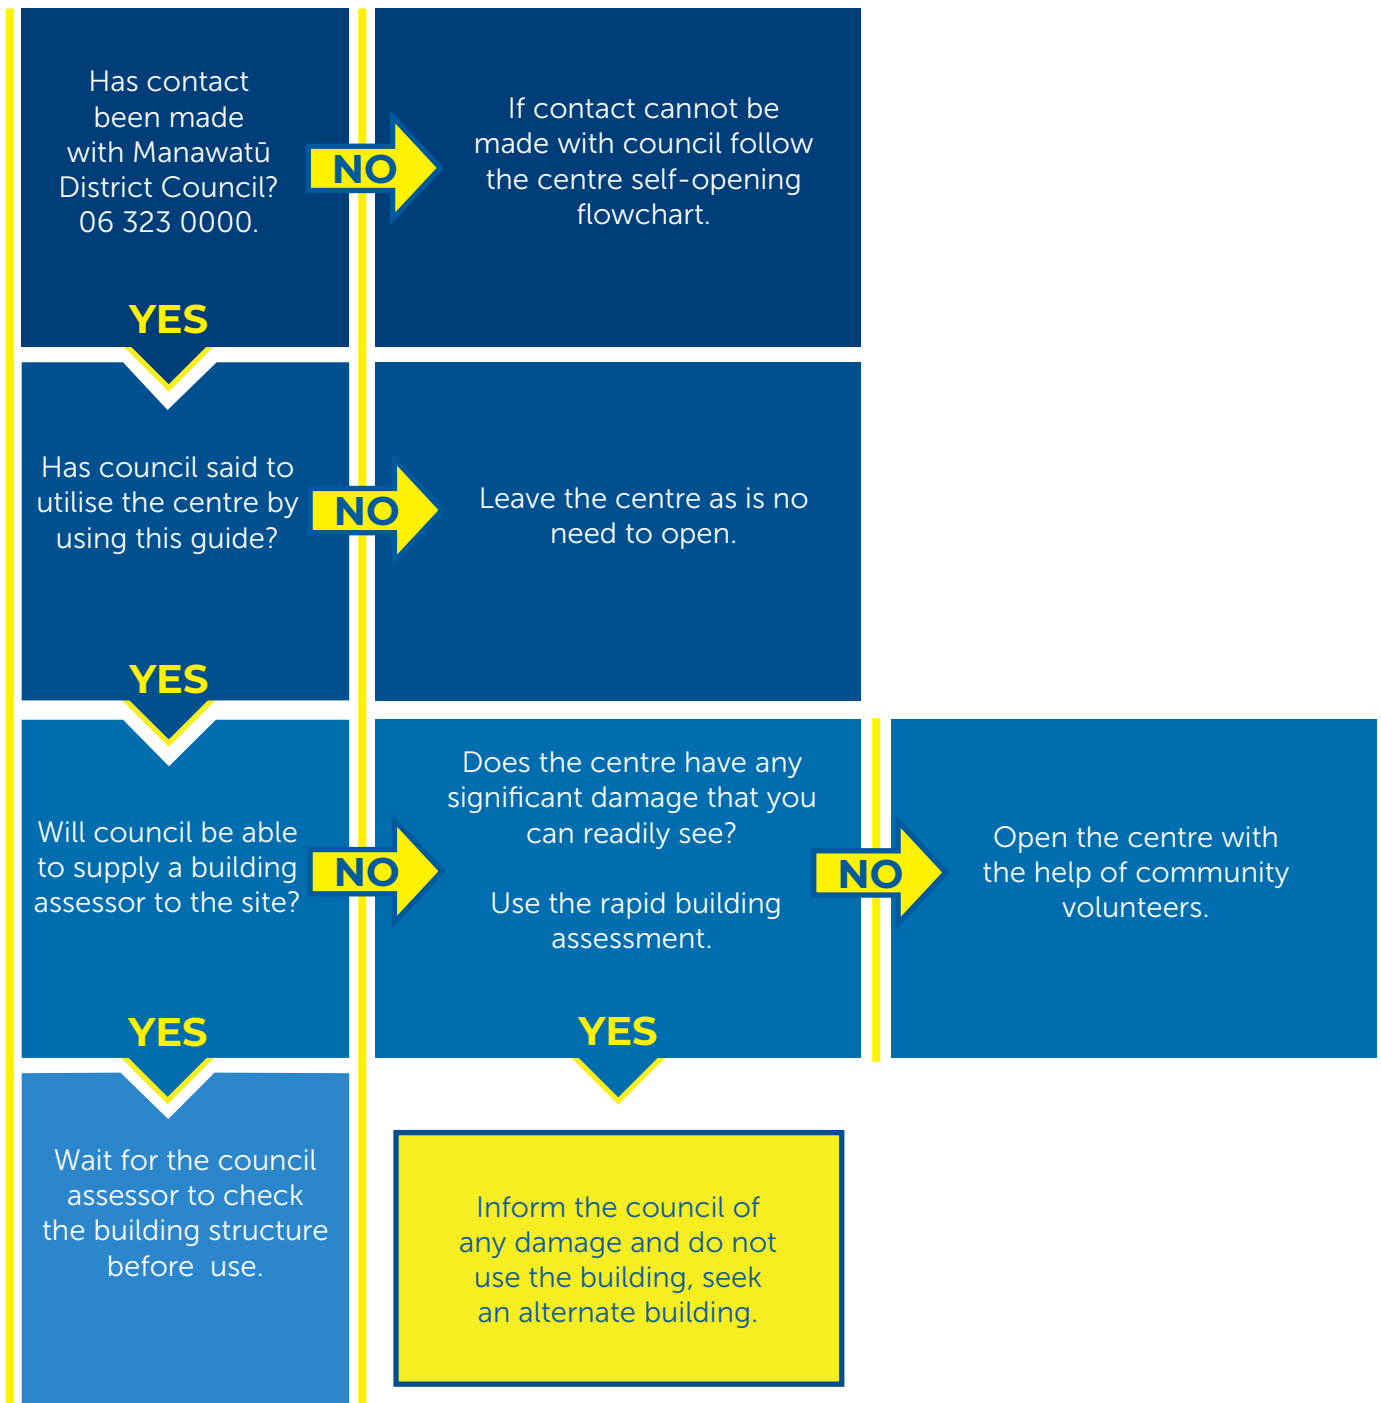 Has contact
been made
with Manawatū
District Council?
06 323 0000.
YES
NO
If contact cannot be
made with council follow
the centre self-opening
flowchart.
Has council said to
utilise the centre by
using this guide?
YES
NO
Leave the centre as is no
need to open.
Will council be able
to supply a building
assessor to the site?
YES
NO
Does the centre have any
significant damage that you
can readily see?
Use the rapid building
assessment.
YES
NO
Open the centre with
the help of community
volunteers.
Wait for the council
assessor to check
the building structure
before use.
Inform the council of
any damage and do not
use the building, seek
an alternate building.